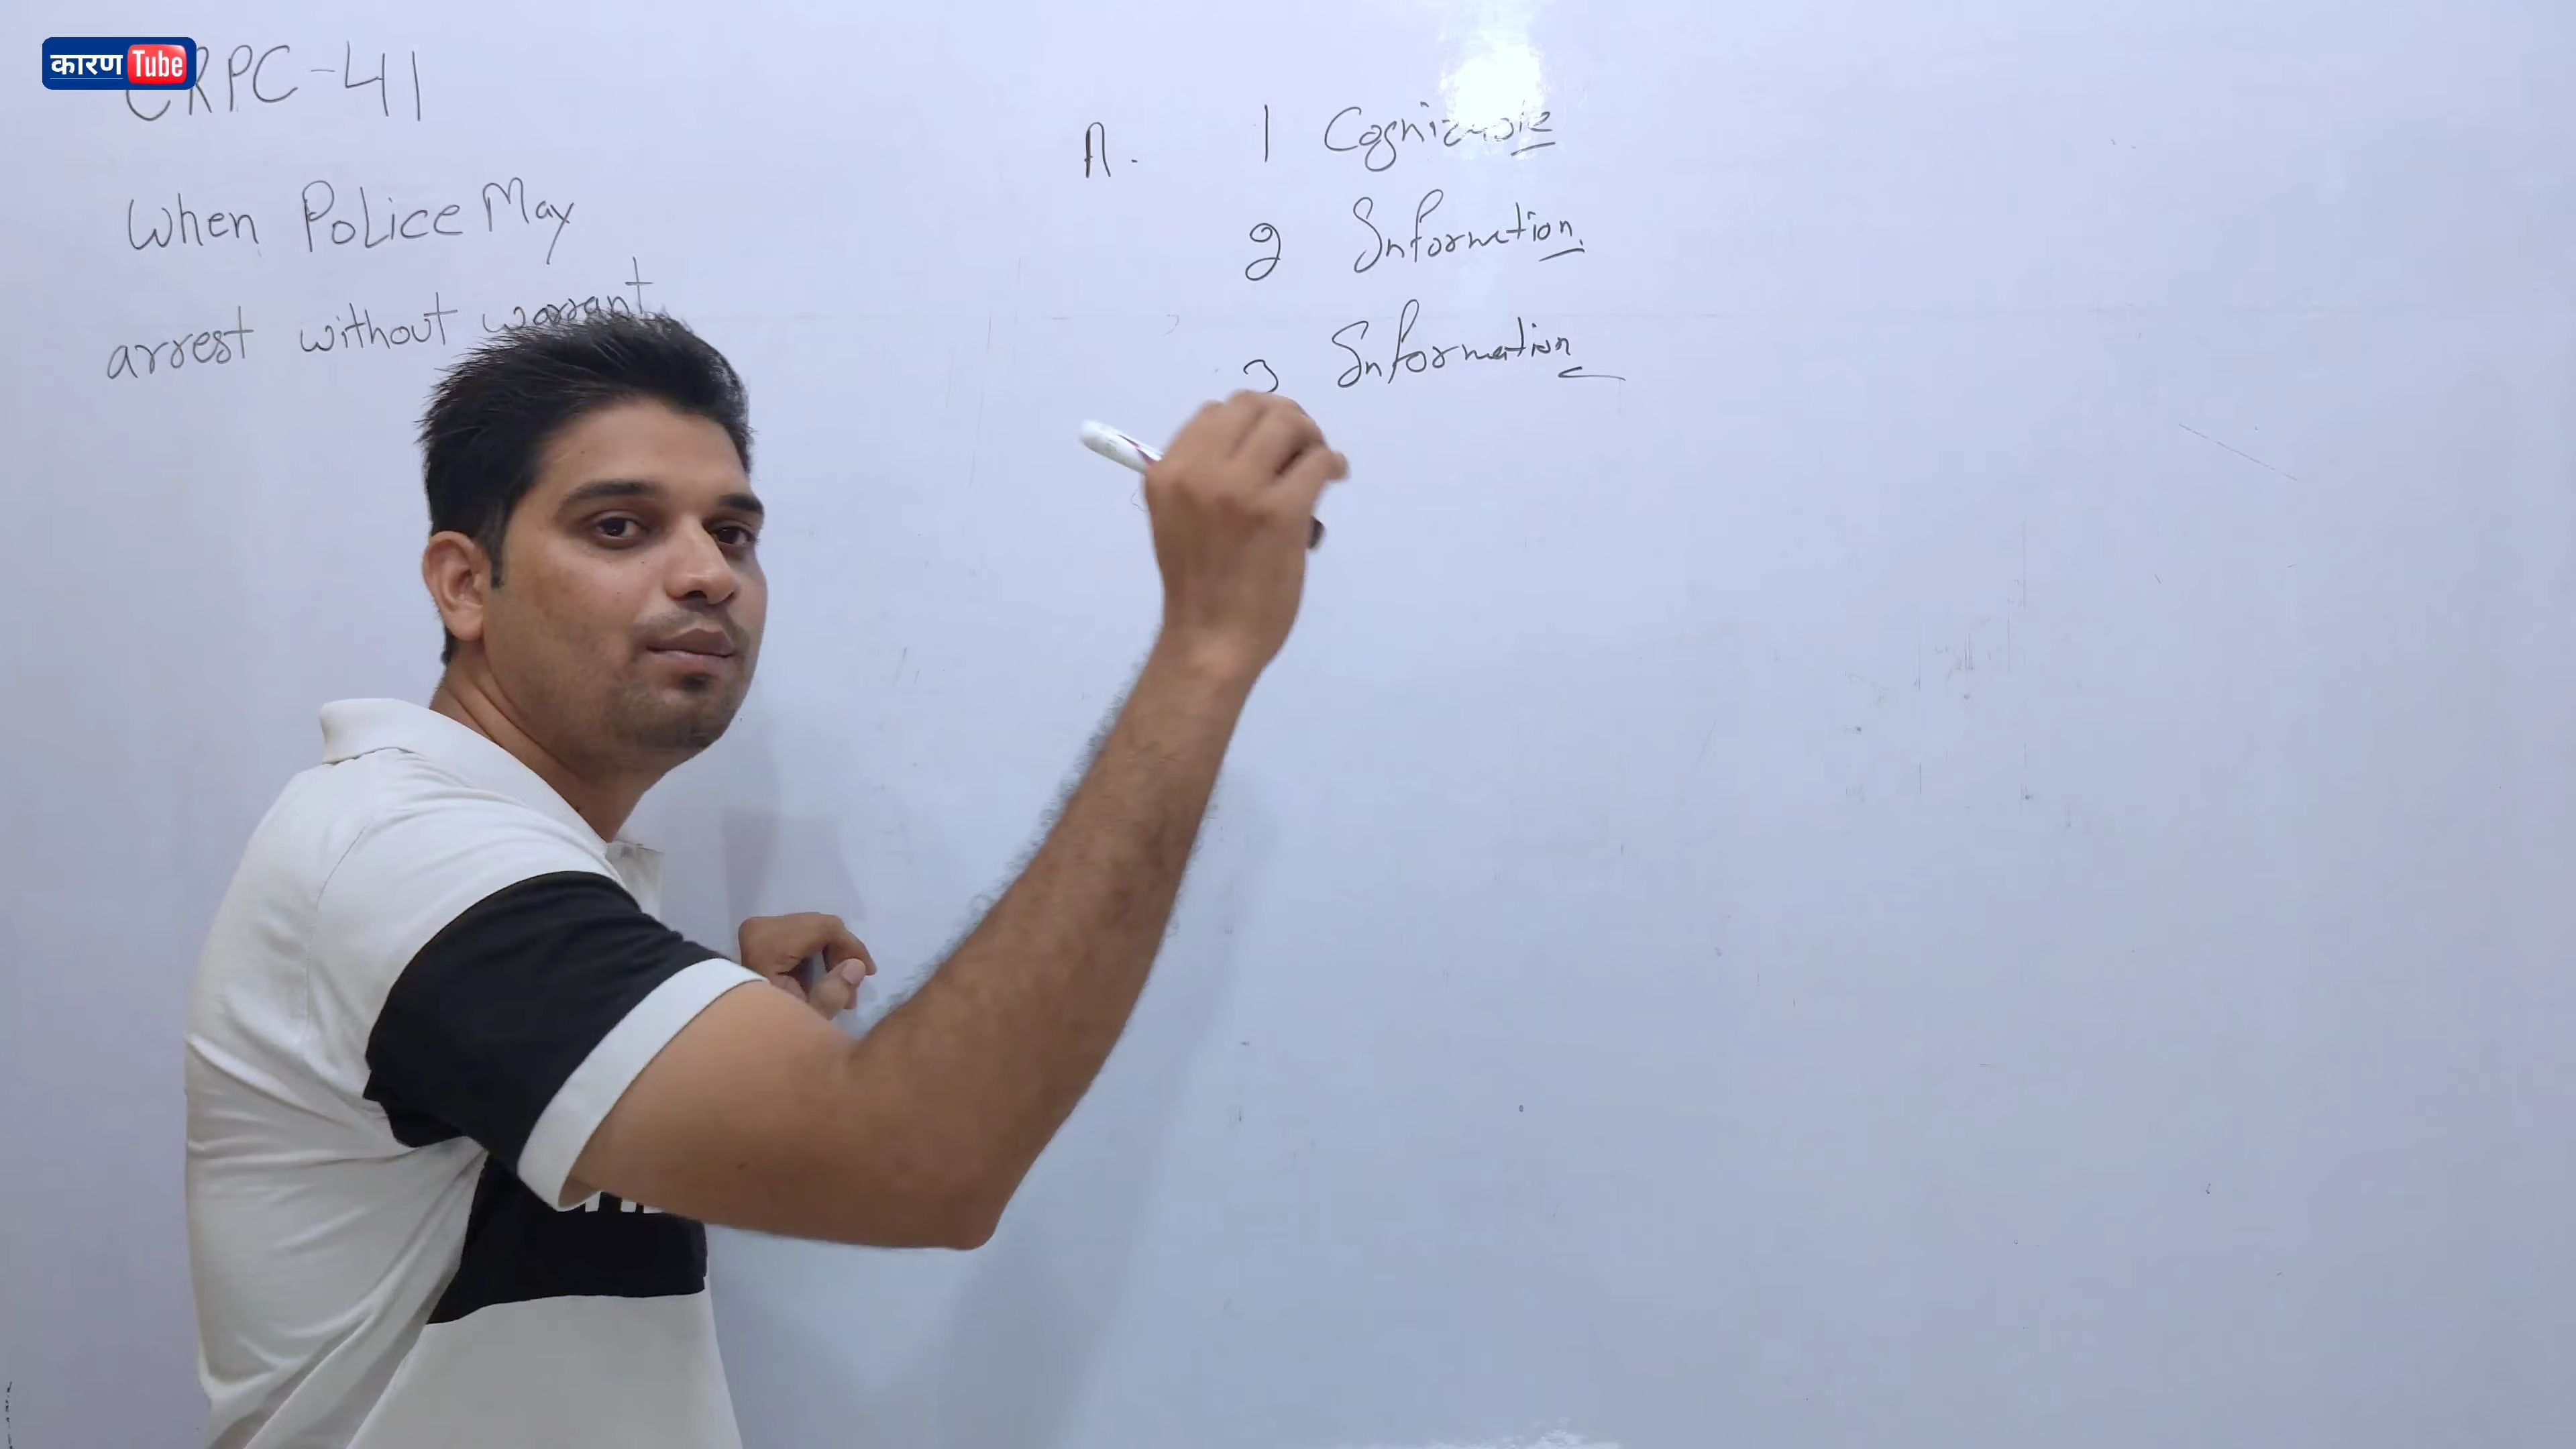 कारण Tube
CRPC-41
When Police May
arrest without warrant
A. 1 Cognizable
2 Information
3 Information